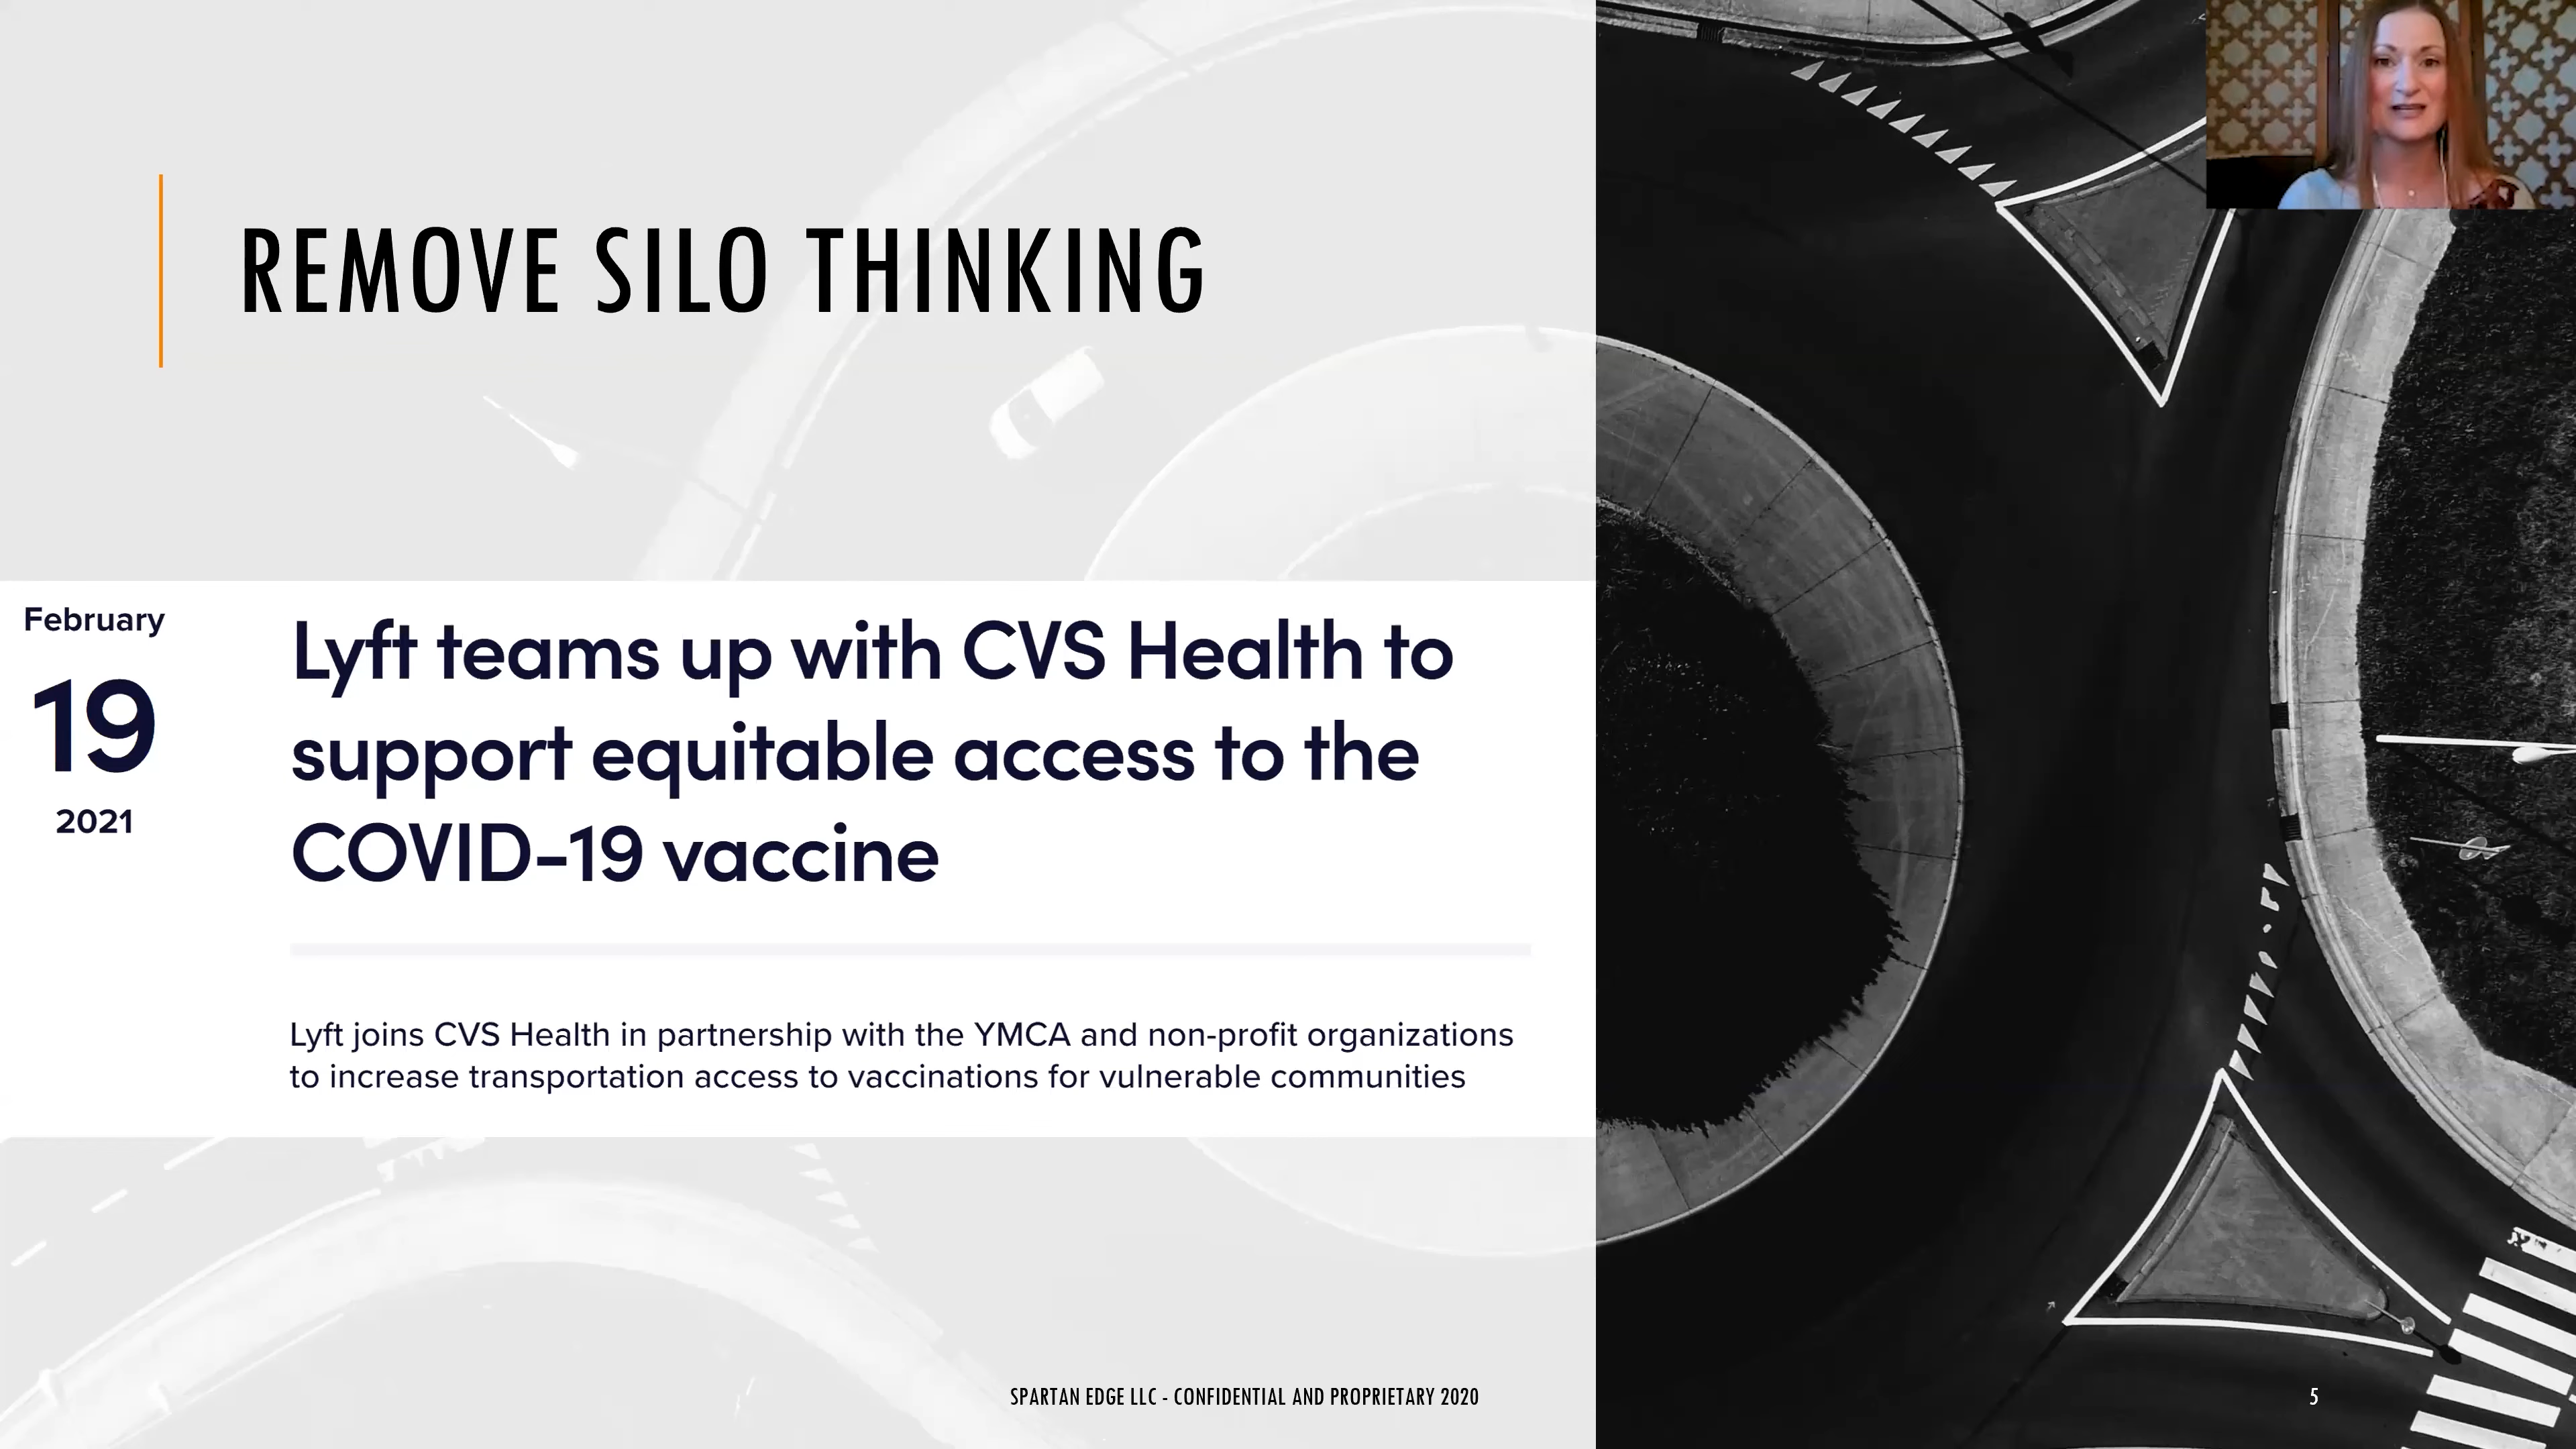 REMOVE SILO THINKING
February
19
2021
Lyft teams up with CVS Health to
support equitable access to the
COVID-19 vaccine
Lyft joins CVS Health in partnership with the YMCA and non-profit organizations
to increase transportation access to vaccinations for vulnerable communities
SPARTAN EDGE LLC - CONFIDENTIAL AND PROPRIETARY 2020
5